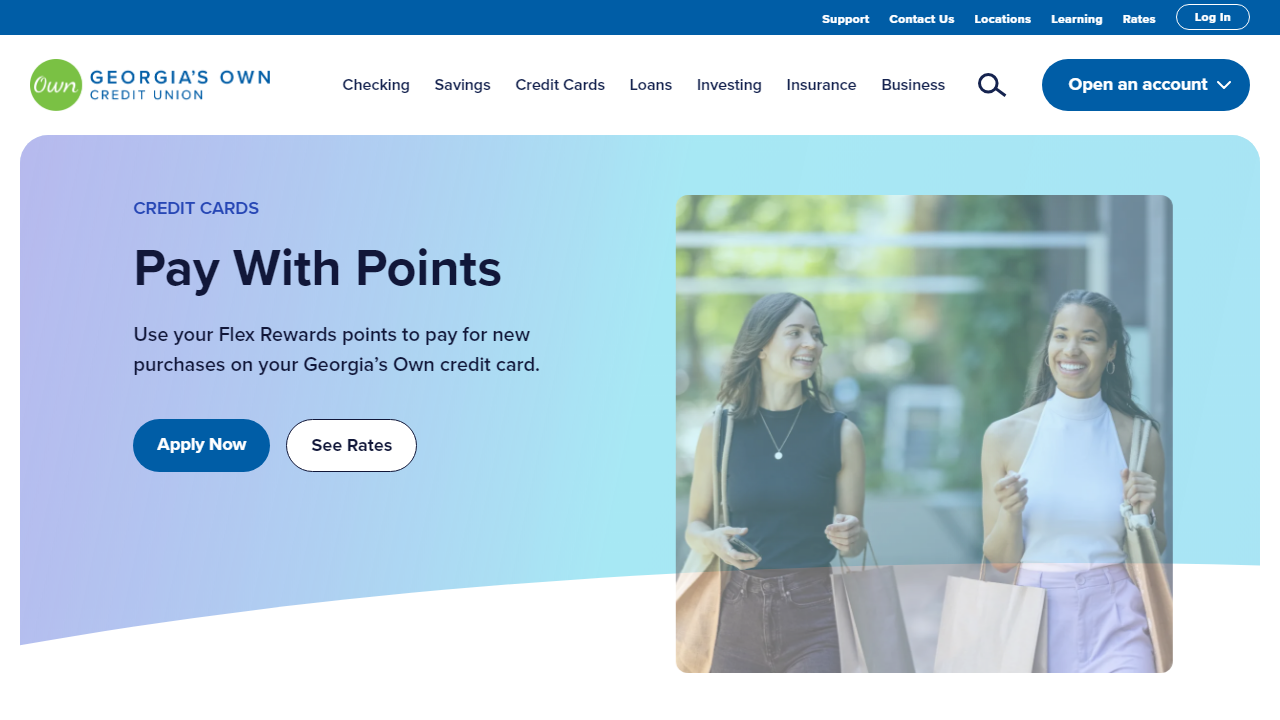 Support Contact Us Locations Learning Rates Log In
Own GEORGIA'S OWN
CREDIT UNION
Checking Savings Credit Cards Loans Investing Insurance Business Open an account
CREDIT CARDS
Pay With Points
Use your Flex Rewards points to pay for new
purchases on your Georgia’s Own credit card.
Apply Now See Rates